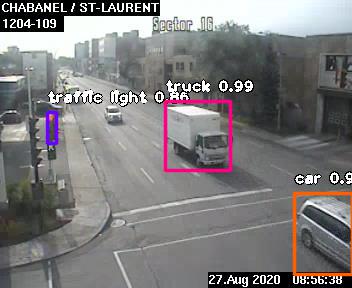 CHABANEL / ST-LAURENT
1204-109
Sector 16
truck 0.99
traffic light 0.86
car 0.9
27.Aug 2020 08:56:38